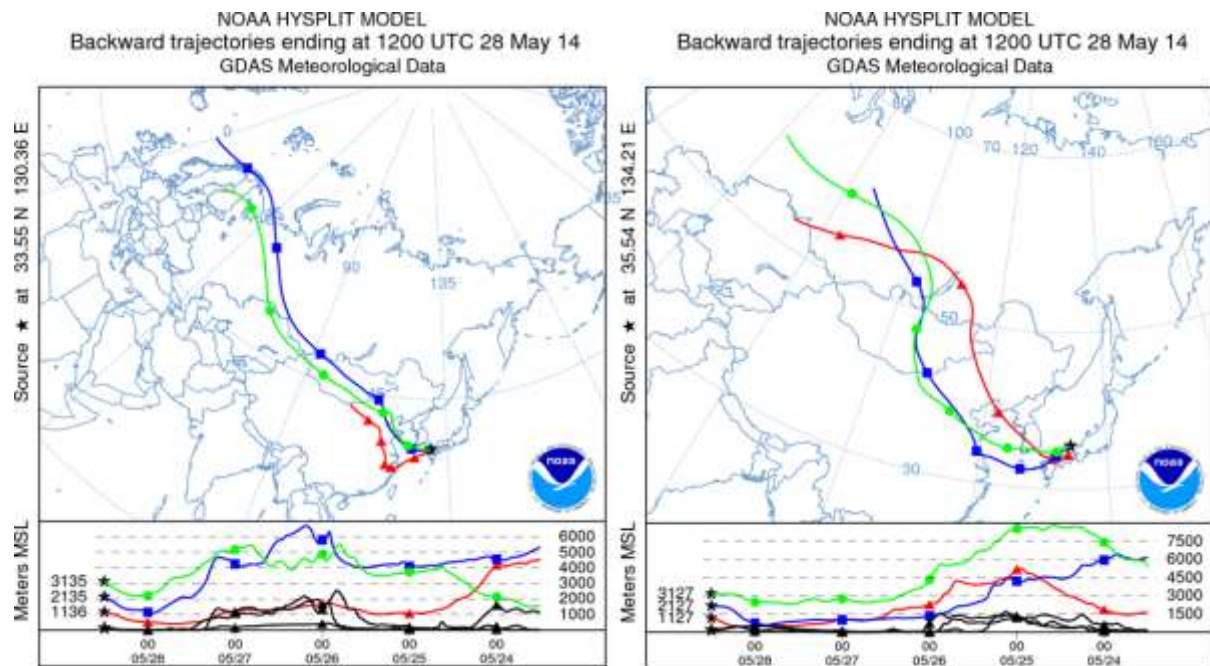 NOAA HYSPLIT MODEL
Backward trajectories ending at 1200 UTC 28 May 14
GDAS Meteorological Data
Source ★ at 33.55 N 130.36 E
0
90
135
Meters MSL
6000
5000
4000
3000
2000
1000
3135
2135
1136
00 00 00 00 00
05/28 05/27 05/26 05/25 05/24
noaa
NOAA HYSPLIT MODEL
Backward trajectories ending at 1200 UTC 28 May 14
GDAS Meteorological Data
Source ★ at 35.54 N 134.21 E
80
100
70
120
140
160
50
30
Meters MSL
7500
6000
4500
3000
1500
3127
2127
1127
00 00 00 00 00
05/28 05/27 05/26 05/25 05/24
noaa